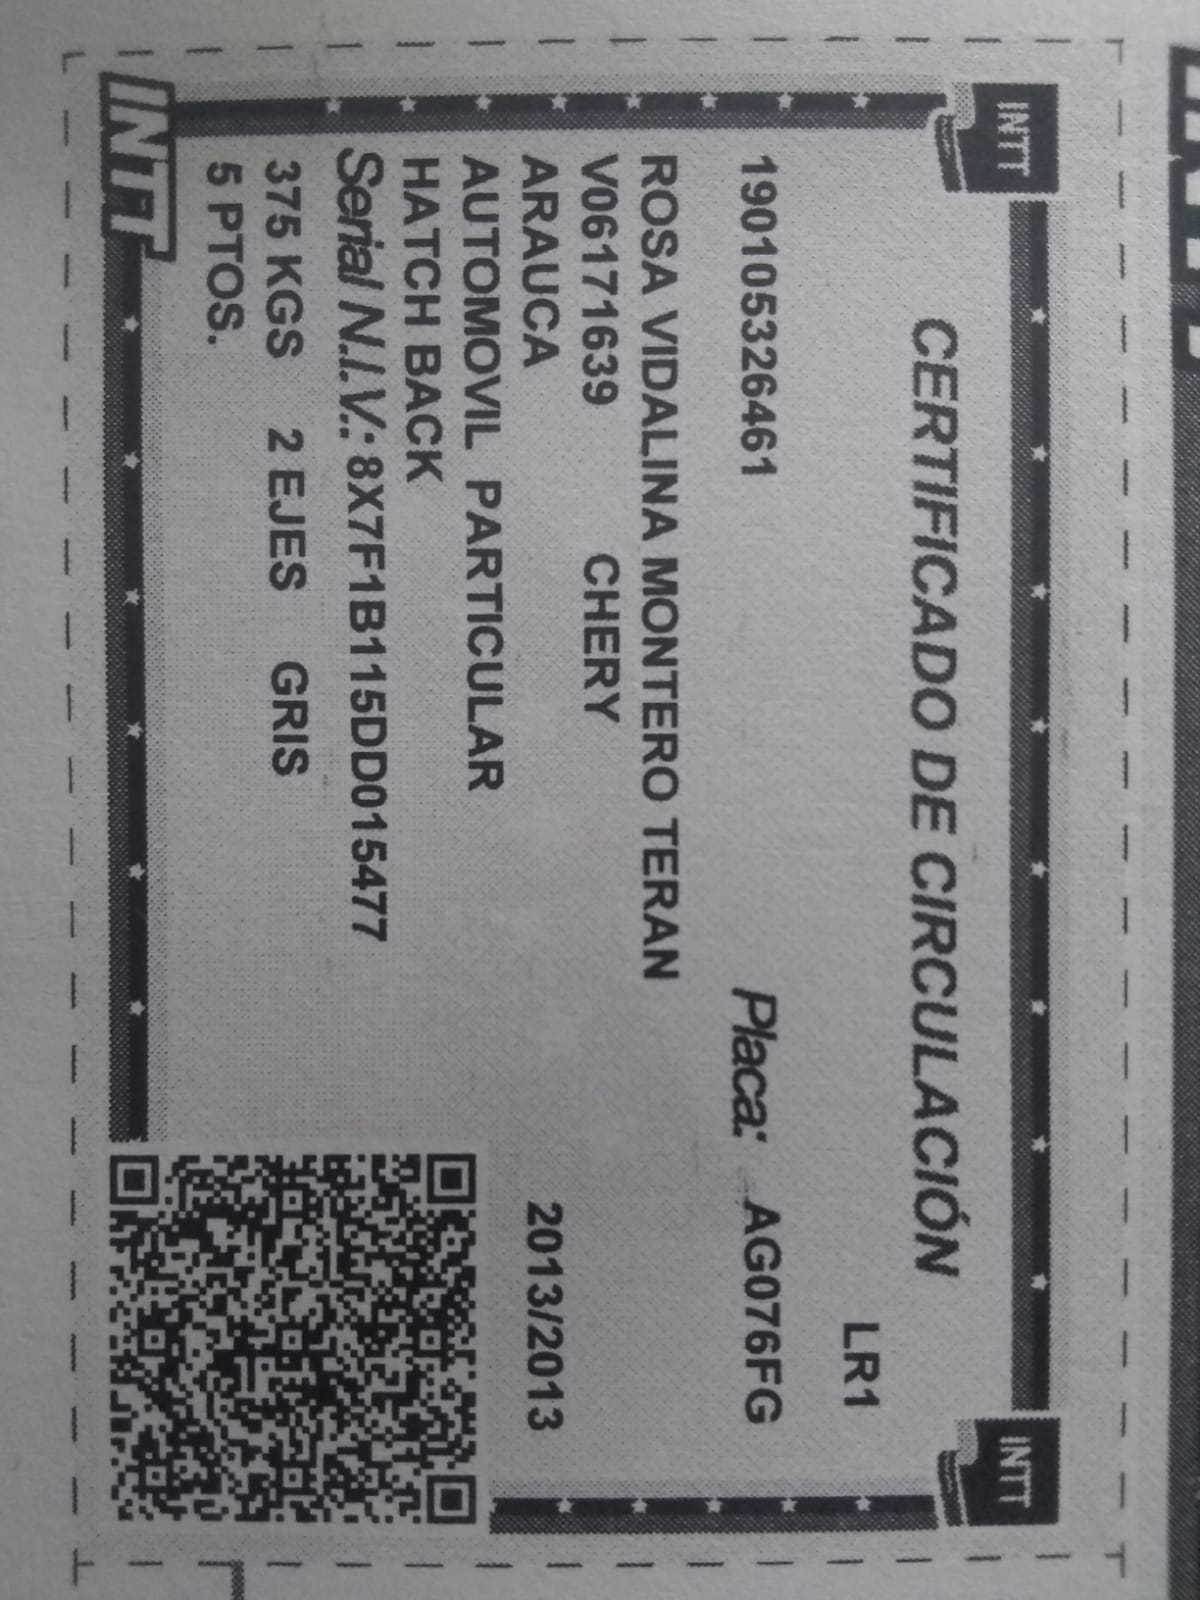 INTT
INTT
CERTIFICADO DE CIRCULACIÓN
LR1
190105326461 Placa: AG076FG
ROSA VIDALINA MONTERO TERAN
V06171639 CHERY
ARAUCA 2013/2013
AUTOMOVIL PARTICULAR
HATCH BACK
Serial N.I.V.: 8X7F1B115DD015477
375 KGS 2 EJES GRIS
5 PTOS.
INTT